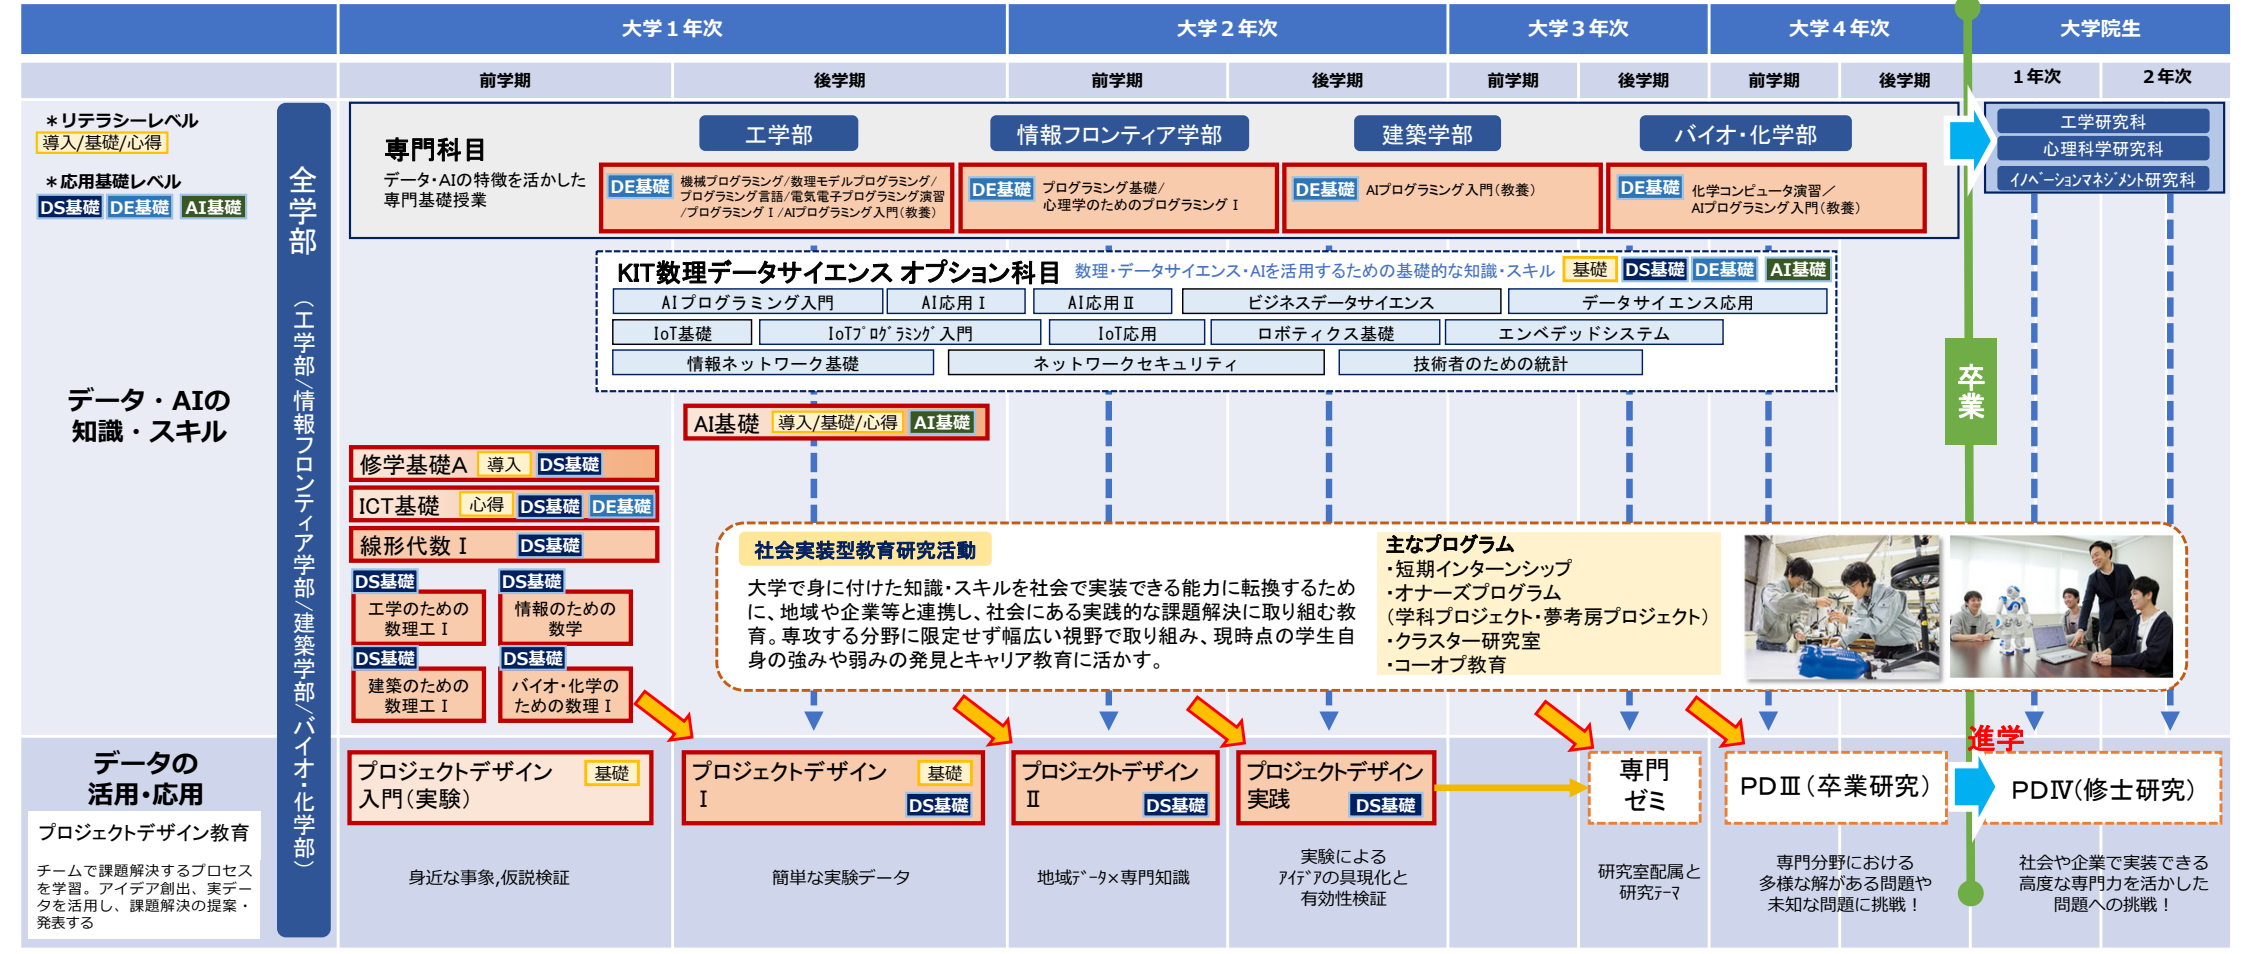 大学１年次
大学２年次
大学３年次
大学４年次
大学院生
前学期
後学期
前学期
後学期
前学期
後学期
前学期
後学期
１年次
２年次
＊リテラシーレベル
導入/基礎/心得
＊応用基礎レベル
DS基礎 DE基礎 AI基礎
データ・AIの
知識・スキル
全学部 （工学部/情報フロンティア学部/建築学部/バイオ・化学部）
専門科目
データ・AIの特徴を活かした
専門基礎授業
工学部
DE基礎
機械プログラミング/数理モデルプログラミング/
プログラミング言語/電気電子プログラミング演習
/プログラミングⅠ/AIプログラミング入門(教養)
情報フロンティア学部
DE基礎
プログラミング基礎/
心理学のためのプログラミングⅠ
建築学部
DE基礎
AIプログラミング入門(教養)
バイオ・化学部
DE基礎
化学コンピュータ演習／
AIプログラミング入門(教養)
工学研究科
心理科学研究科
イノベーションマネジメント研究科
KIT数理データサイエンス オプション科目 数理・データサイエンス・AIを活用するための基礎的な知識・スキル 基礎 DS基礎 DE基礎 AI基礎
AIプログラミング入門
AI応用Ⅰ
AI応用Ⅱ
ビジネスデータサイエンス
データサイエンス応用
IoT基礎
IoTプログラミング入門
IoT応用
ロボティクス基礎
エンベデッドシステム
情報ネットワーク基礎
ネットワークセキュリティ
技術者のための統計
卒業
AI基礎 導入/基礎/心得 AI基礎
修学基礎A 導入 DS基礎
ICT基礎 心得 DS基礎 DE基礎
線形代数Ⅰ DS基礎
DS基礎
工学のための
数理工Ⅰ
DS基礎
情報のための
数学
DS基礎
建築のための
数理工Ⅰ
DS基礎
バイオ・化学の
ための数理Ⅰ
社会実装型教育研究活動
大学で身に付けた知識・スキルを社会で実装できる能力に転換するため
に、地域や企業等と連携し、社会にある実践的な課題解決に取り組む教
育。専攻する分野に限定せず幅広い視野で取り組み、現時点の学生自
身の強みや弱みの発見とキャリア教育に活かす。
主なプログラム
・短期インターンシップ
・オナーズプログラム
（学科プロジェクト・夢考房プロジェクト）
・クラスター研究室
・コーオプ教育
データの
活用・応用
プロジェクトデザイン教育
チームで課題解決するプロセス
を学習。アイデア創出、実デー
タを活用し、課題解決の提案・
発表する
プロジェクトデザイン 基礎
入門(実験)
プロジェクトデザイン 基礎
Ⅰ DS基礎
プロジェクトデザイン
Ⅱ DS基礎
プロジェクトデザイン
実践 DS基礎
専門
ゼミ
PDⅢ(卒業研究)
進学
PDⅣ(修士研究)
身近な事象,仮説検証
簡単な実験データ
地域データ×専門知識
実験による
アイデアの具現化と
有効性検証
研究室配属と
研究テーマ
専門分野における
多様な解がある問題や
未知な問題に挑戦！
社会や企業で実装できる
高度な専門力を活かした
問題への挑戦！